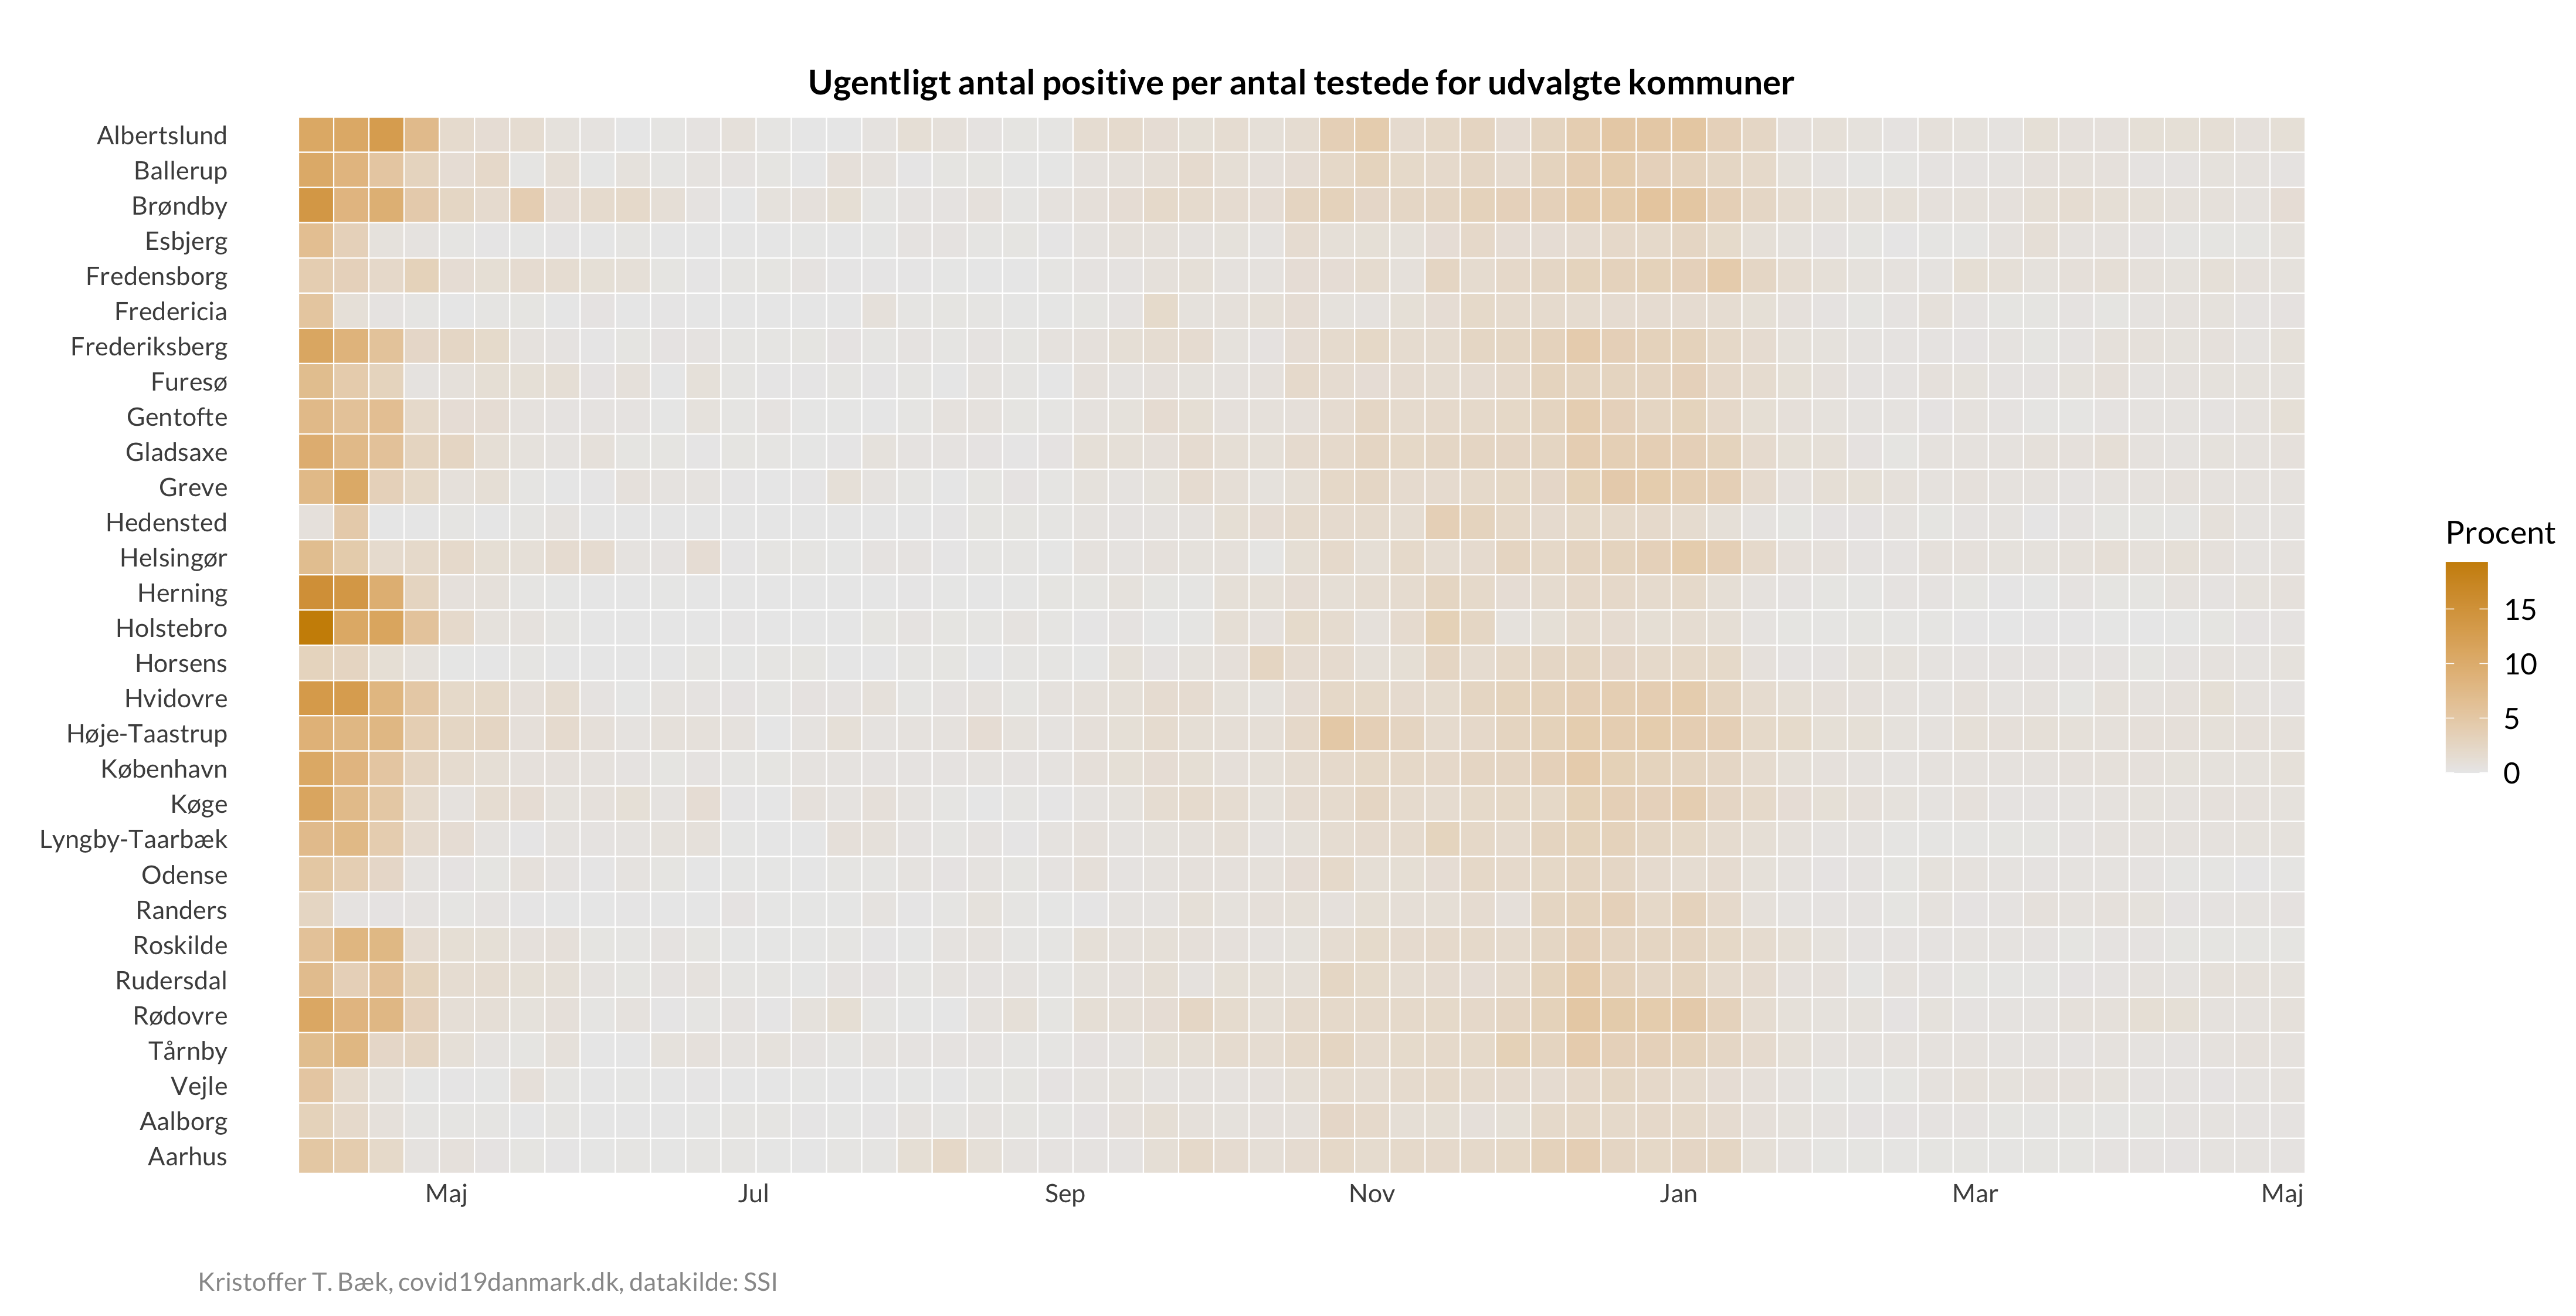 Ugentligt antal positive per antal testede for udvalgte kommuner
Albertslund
Ballerup
Brøndby
Esbjerg
Fredensborg
Fredericia
Frederiksberg
Furesø
Gentofte
Gladsaxe
Greve
Hedensted
Helsingør
Herning
Holstebro
Horsens
Hvidovre
Høje-Taastrup
København
Køge
Lyngby-Taarbæk
Odense
Randers
Roskilde
Rudersdal
Rødovre
Tårnby
Vejle
Aalborg
Aarhus
Maj Jul Sep Nov Jan Mar Maj
Procent
15
10
5
0
Kristoffer T. Bæk, covid19danmark.dk, datakilde: SSI